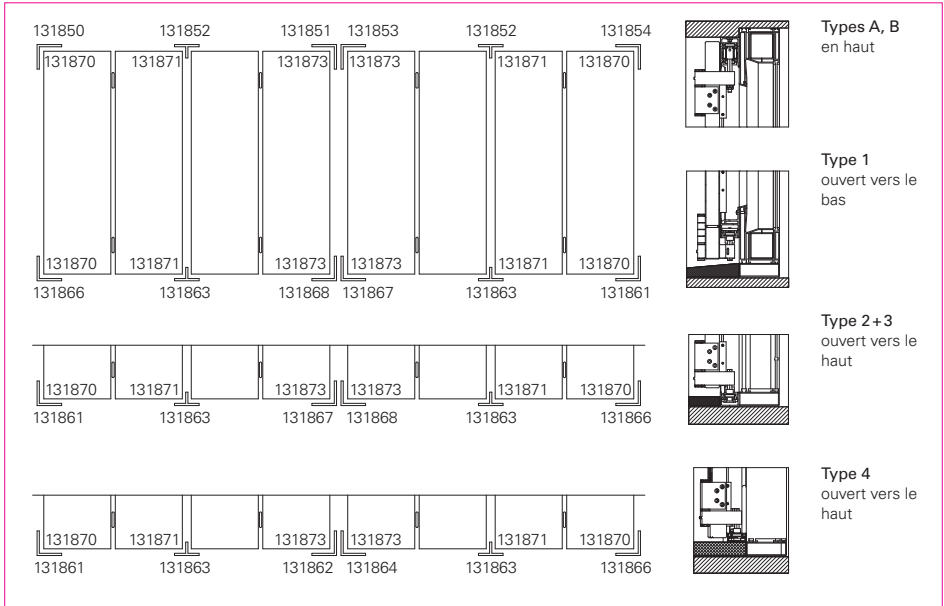 131850 131852 131851 131853 131852 131854
131870 131871 131873 131873 131871 131870
131870 131871 131873 131873 131871 131870
131866 131863 131868 131867 131863 131861
131870 131871 131873 131873 131871 131870
131861 131863 131867 131868 131863 131866
131870 131871 131873 131873 131871 131870
131861 131863 131862 131864 131863 131866
Types A, B
en haut
Type 1
ouvert vers le
bas
Type 2+3
ouvert vers le
haut
Type 4
ouvert vers le
haut